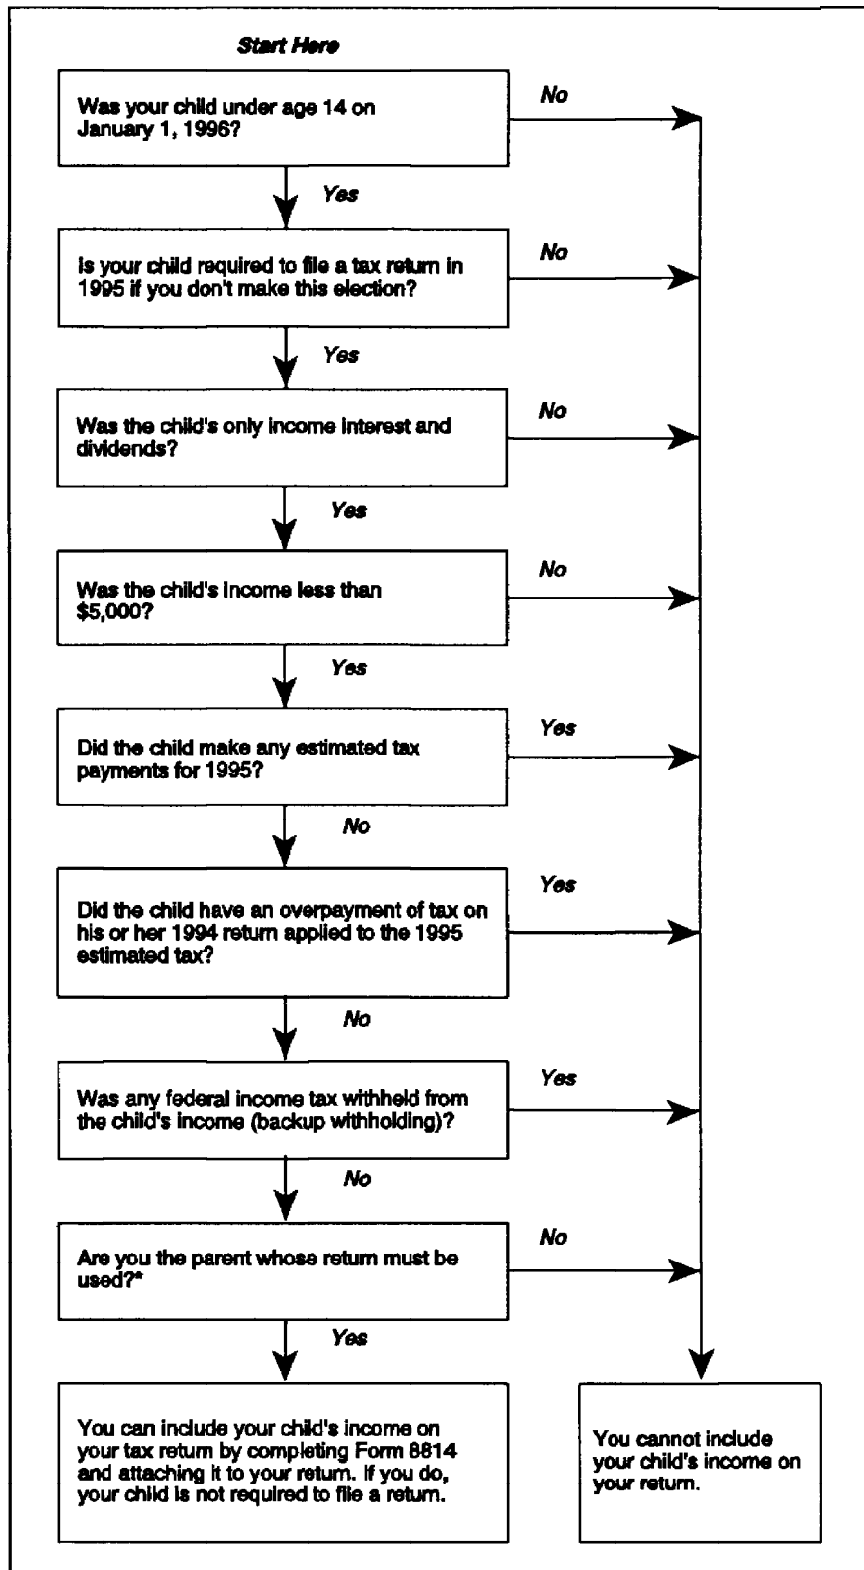 Start Here
Was your child under age 14 on
January 1, 1996?
No
Yes
Is your child required to file a tax return in
1995 if you don't make this election?
No
Yes
Was the child's only income interest and
dividends?
No
Yes
Was the child's income less than
$5,000?
No
Yes
Did the child make any estimated tax
payments for 1995?
Yes
No
Did the child have an overpayment of tax on
his or her 1994 return applied to the 1995
estimated tax?
Yes
No
Was any federal income tax withheld from
the child's income (backup withholding)?
Yes
No
Are you the parent whose return must be
used?*
No
Yes
You can include your child's income on
your tax return by completing Form 8814
and attaching it to your return. If you do,
your child is not required to file a return.
You cannot include
your child's income on
your return.